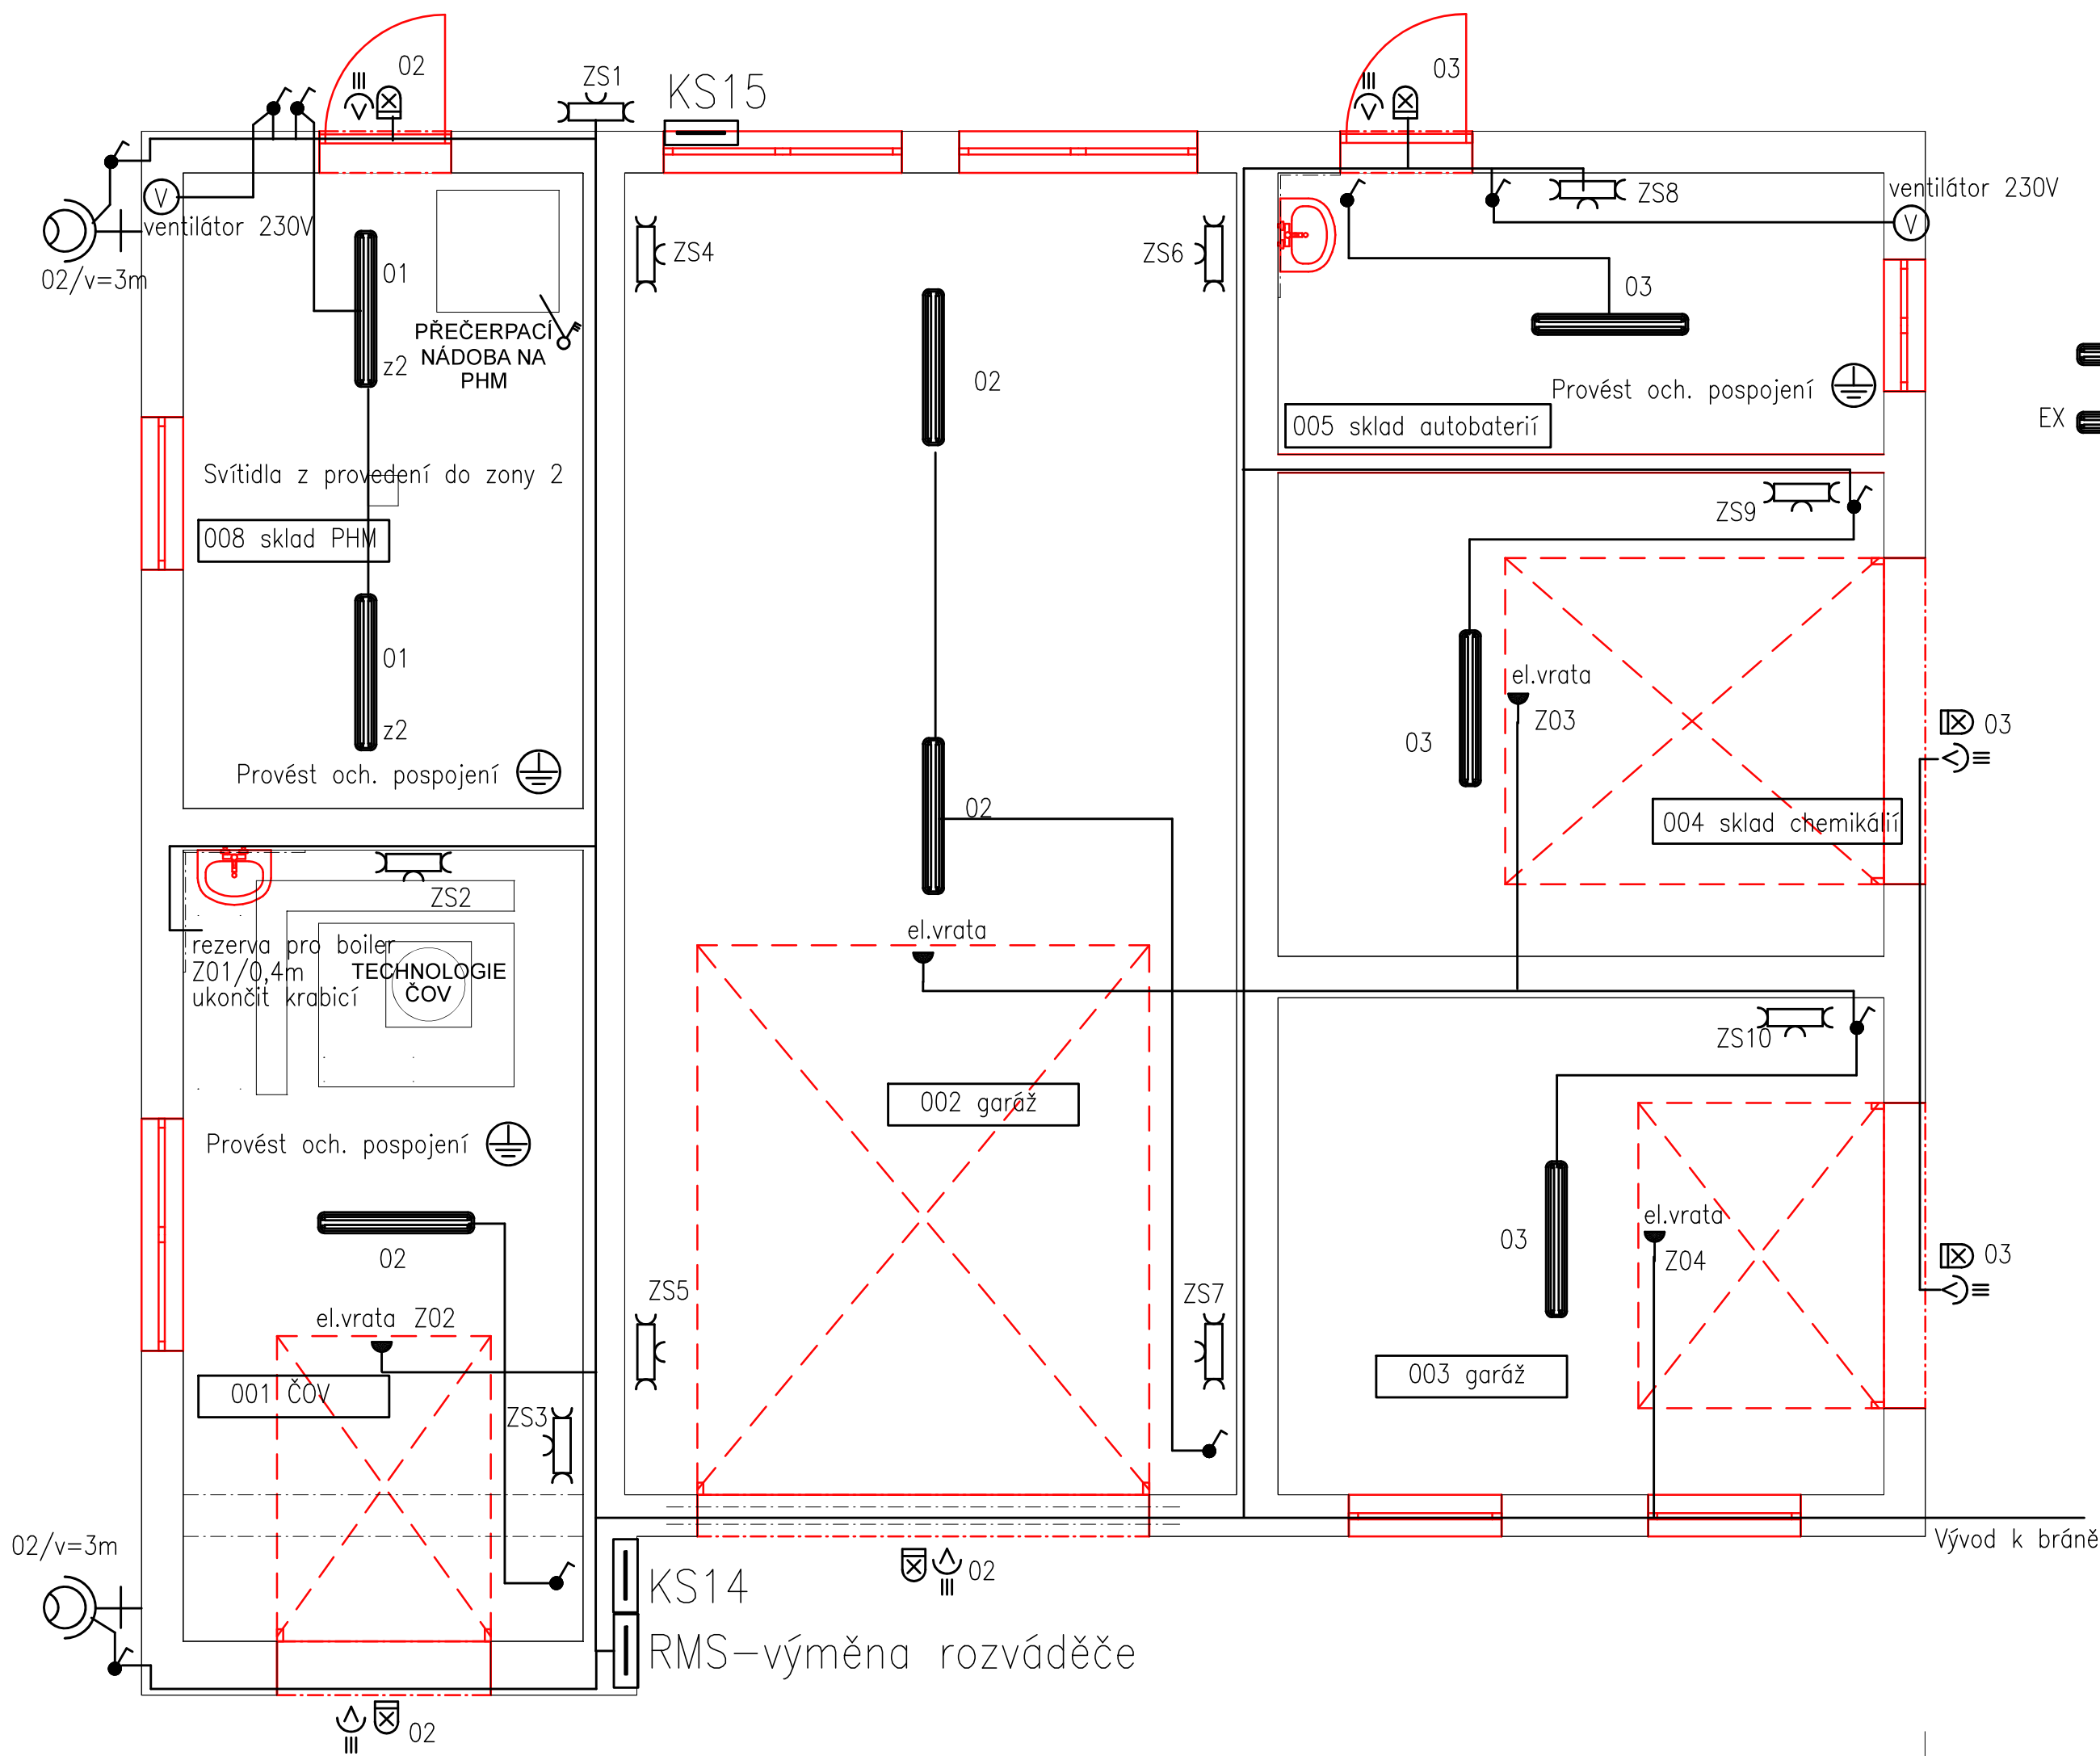 02
ZS1
KS15
03
V
ventilátor 230V
02/v=3m
01
z2
PŘEČERPACÍ
NÁDOBA NA
PHM
ZS4
ZS6
ZS8
ventilátor 230V
V
03
02
Provést och. pospojení
005 sklad autobaterií
EX
Svítidla z provedení do zony 2
008 sklad PHM
ZS9
01
z2
Provést och. pospojení
el.vrata
Z03
03
03
02
004 sklad chemikálií
ZS2
rezerva pro boiler
Z01/0,4m
ukončit krabicí
TECHNOLOGIE
ČOV
el.vrata
ZS10
002 garáž
Provést och. pospojení
02
el.vrata
Z04
03
03
ZS5
ZS7
el.vrata Z02
001 ČOV
003 garáž
ZS3
02/v=3m
Vývod k bráně
02
KS14
RMS-výměna rozváděče
02